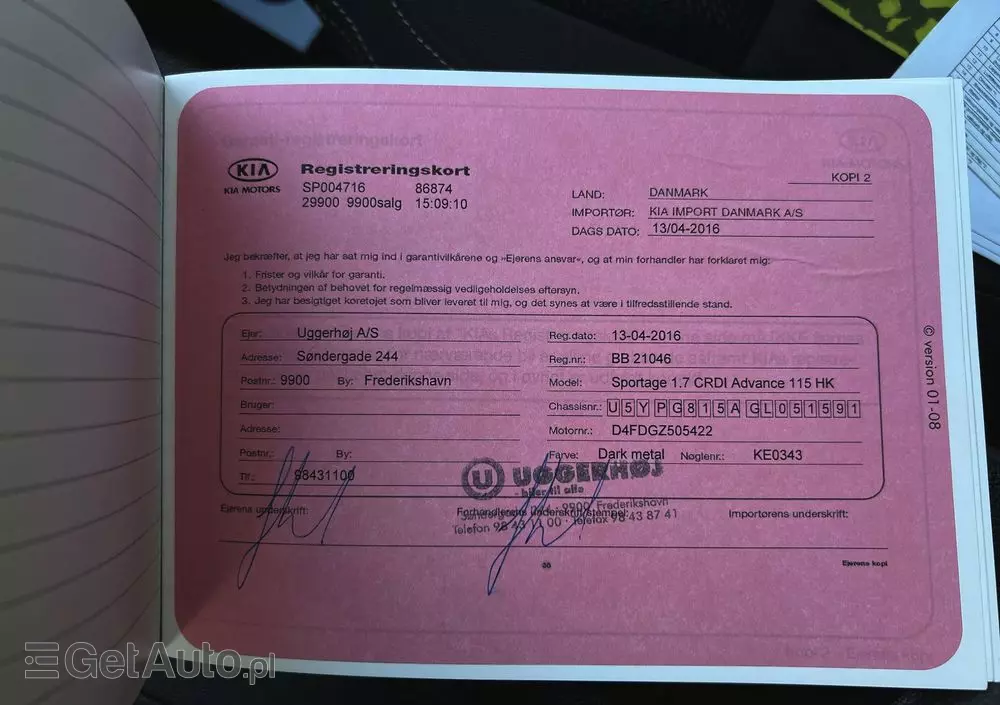 KIA
KIA MOTORS
Registreringskort
SP004716 86874
29900 9900salg 15:09:10
KOPI 2
LAND: DANMARK
IMPORTØR: KIA IMPORT DANMARK A/S
DAGS DATO: 13/04-2016
Jeg bekræfter, at jeg har sat mig ind i garantivilkårene og »Ejerens ansvar«, og at min forhandler har forklaret mig:
1. Frister og vilkår for garanti.
2. Betydningen af behovet for regelmæssig vedligeholdelses eftersyn.
3. Jeg har besigtiget køretøjet som bliver leveret til mig, og det synes at være i tilfredsstillende stand.
Ejer: Uggerhøj A/S
Adresse: Søndergade 244
Postnr.: 9900 By: Frederikshavn
Bruger:
Adresse:
Postnr.: By:
Tlf.: 98431100
Reg.dato: 13-04-2016
Reg.nr.: BB 21046
Model: Sportage 1.7 CRDI Advance 115 HK
Chassisnr.: U5YPG815AGL051591
Motornr.: D4FDGZ505422
Farve: Dark metal Nøglenr.: KE0343
UGGERHØJ
- biler til alle
9900 Frederikshavn
Telefon 98 43 11 00 · Telefax 98 43 87 41
Ejerens underskrift:
Forhandlerens underskrift/stempel:
Importørens underskrift:
Ejerens kopi
© version 01-08
GetAuto.pl